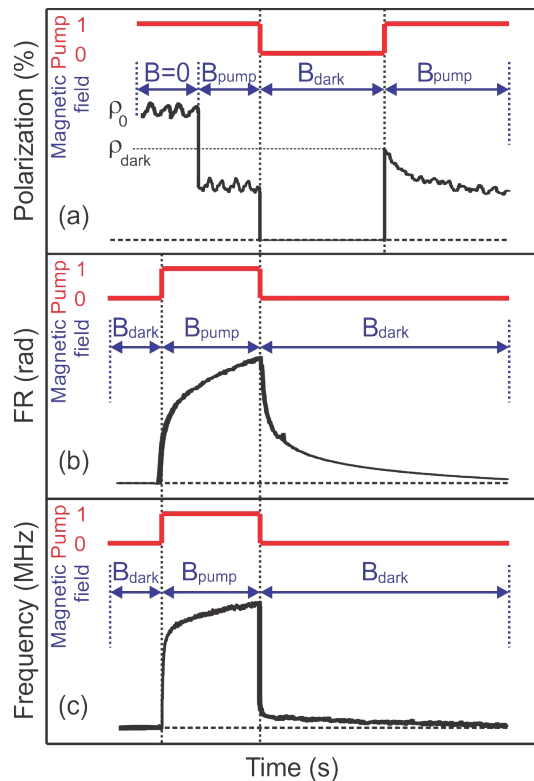 Pump
1
0
Magnetic field
B=0 Bpump Bdark Bpump
ρ0
ρdark
Polarization (%)
(a)
Pump
1
0
Magnetic field
Bdark Bpump Bdark
FR (rad)
(b)
Pump
1
0
Magnetic field
Bdark Bpump Bdark
Frequency (MHz)
(c)
Time (s)